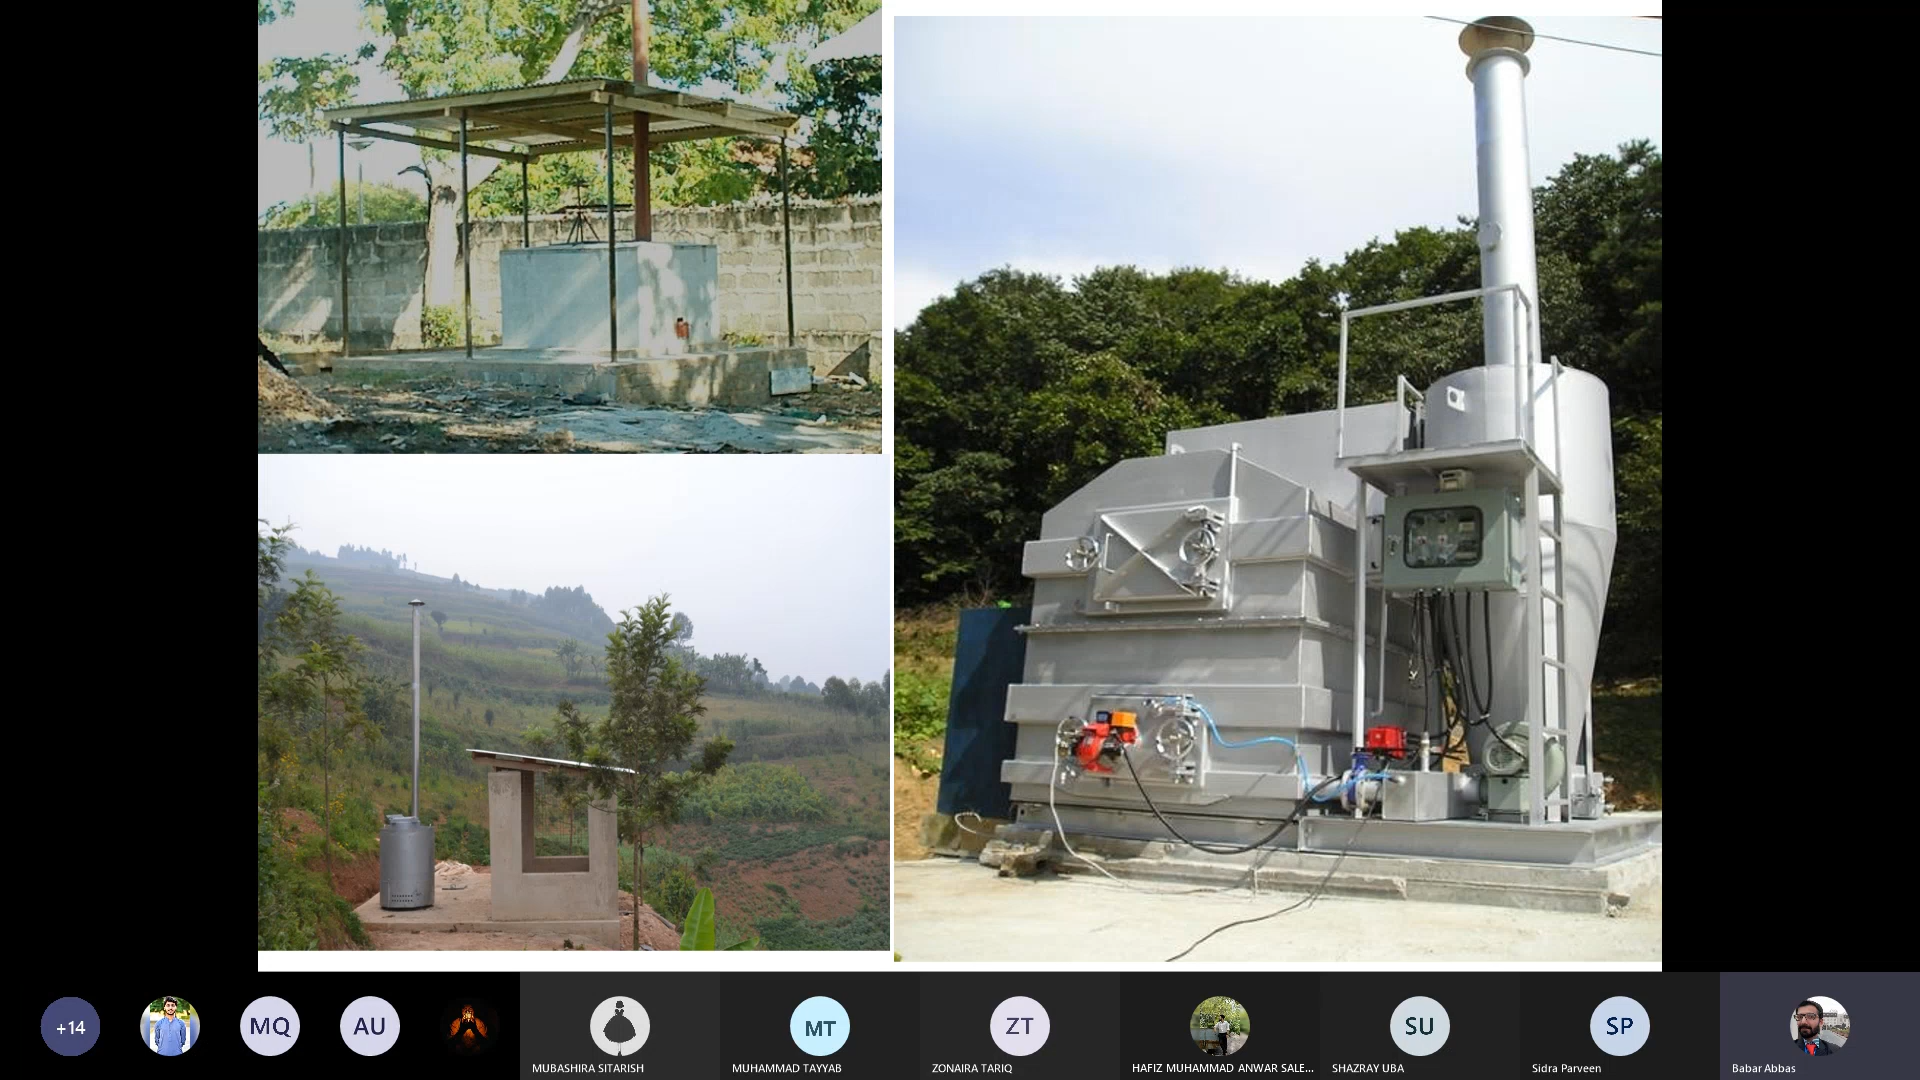 +14
MQ
AU
MT
ZT
SU
SP
MUBASHIRA SITARISH
MUHAMMAD TAYYAB
ZONAIRA TARIQ
HAFIZ MUHAMMAD ANWAR SALE...
SHAZRAY UBA
Sidra Parveen
Babar Abbas